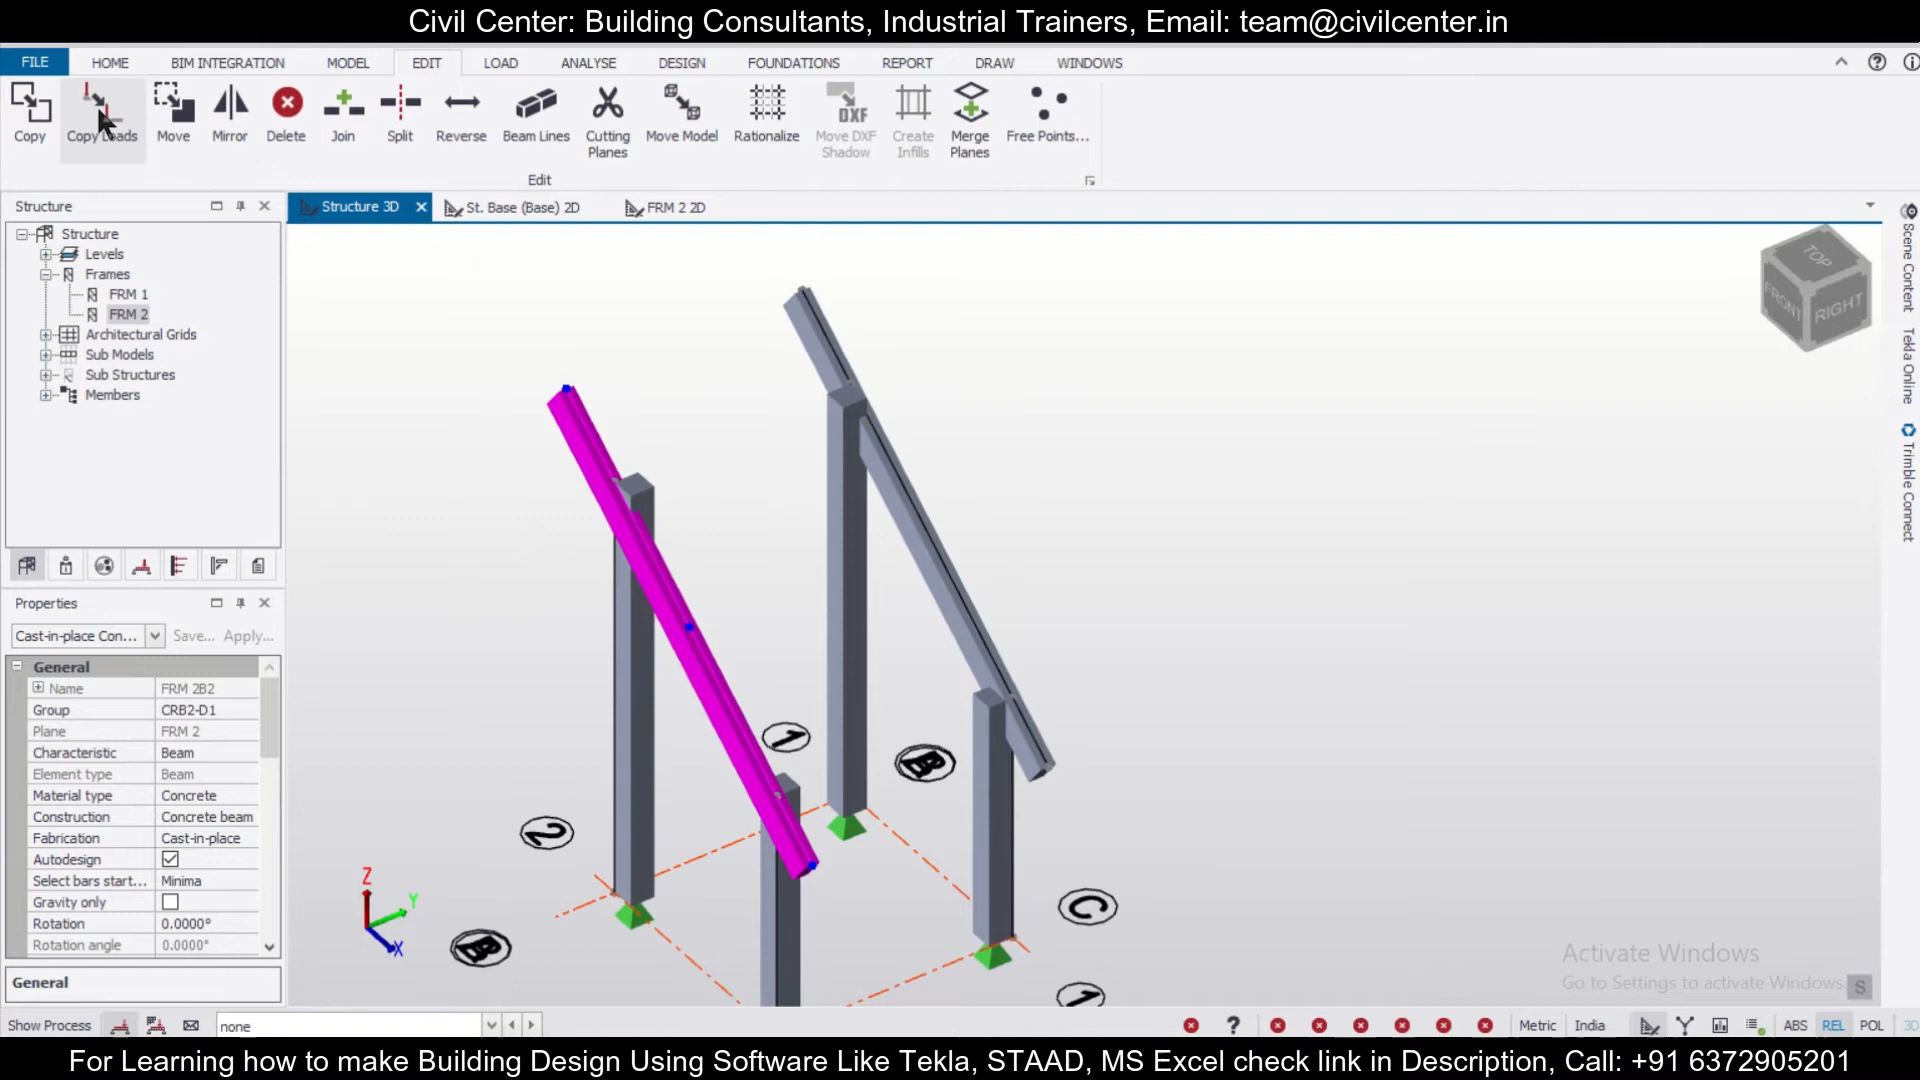 Civil Center: Building Consultants, Industrial Trainers, Email: team@civilcenter.in
FILE HOME BIM INTEGRATION MODEL EDIT LOAD ANALYSE DESIGN FOUNDATIONS REPORT DRAW WINDOWS
Copy Copy Loads Move Mirror Delete Join Split Reverse Beam Lines Cutting Planes Move Model Rationalize Move DXF Shadow Create Infills Merge Planes Free Points...
DXF
Edit
Structure
Structure 3D St. Base (Base) 2D FRM 2 2D
Structure
Levels
Frames
FRM 1
FRM 2
Architectural Grids
Sub Models
Sub Structures
Members
TOP
FRONT
RIGHT
Scene Content
Tekla Online
Trimble Connect
Properties
Cast-in-place Con... Save... Apply...
General
Name FRM 2B2
Group CRB2-D1
Plane FRM 2
Characteristic Beam
Element type Beam
Material type Concrete
Construction Concrete beam
Fabrication Cast-in-place
Autodesign
Select bars start... Minima
Gravity only
Rotation 0.0000°
Rotation angle 0.0000°
General
1
B
2
C
B
1
Z
Y
X
Activate Windows
Go to Settings to activate Windows.
S
Show Process none ? Metric India ABS REL POL 3D
For Learning how to make Building Design Using Software Like Tekla, STAAD, MS Excel check link in Description, Call: +91 6372905201